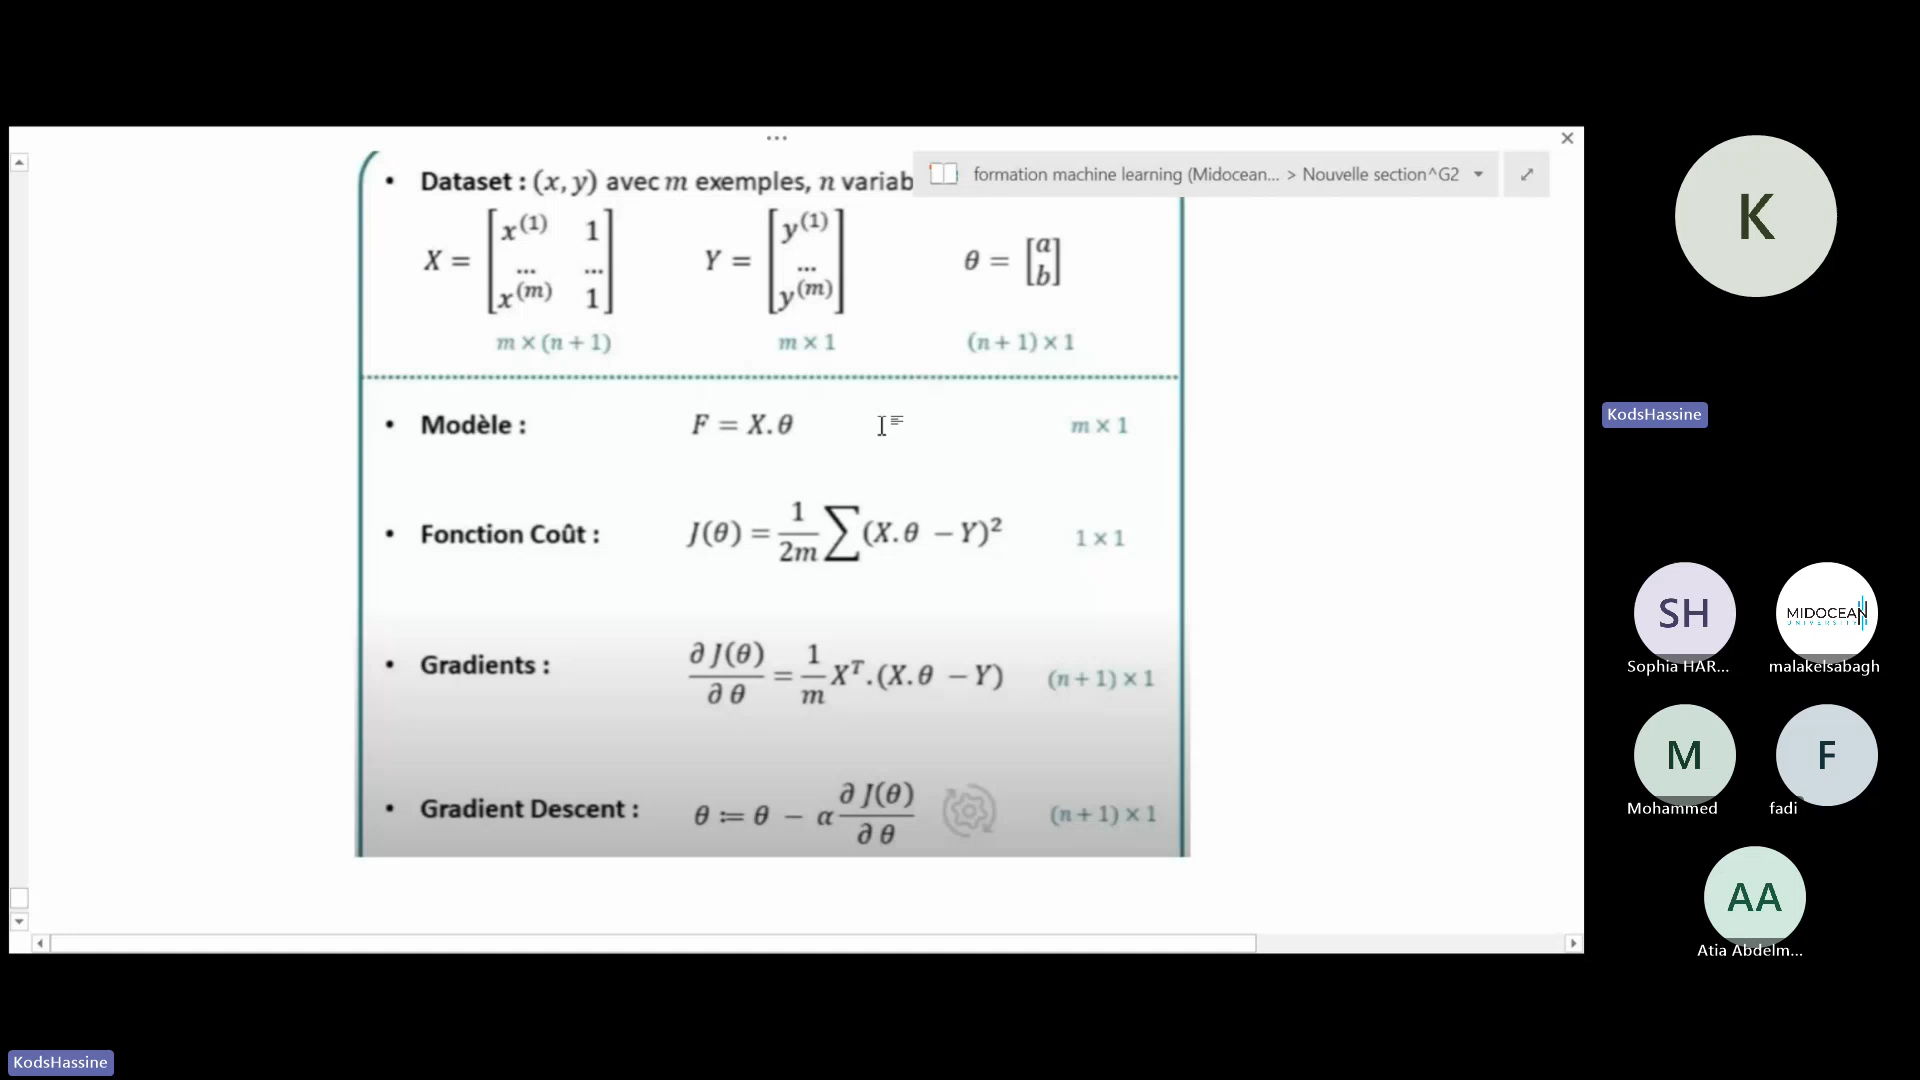 • Dataset : (x, y) avec m exemples, n variab
formation machine learning (Midocean... > Nouvelle section^G2
X = [x^(1) 1 ... ... x^(m) 1] Y = [y^(1) ... y^(m)] θ = [a b]
m × (n + 1) m × 1 (n + 1) × 1
• Modèle : F = X.θ m × 1
• Fonction Coût : J(θ) = 1/2m ∑(X.θ − Y)² 1 × 1
• Gradients : ∂ J(θ)/∂ θ = 1/m X^T.(X.θ − Y) (n + 1) × 1
• Gradient Descent : θ ≔ θ − α ∂ J(θ)/∂ θ (n + 1) × 1
K
KodsHassine
SH
Sophia HAR...
MIDOCEAN
UNIVERSITY
malakelsabagh
M
Mohammed
F
fadi
AA
Atia Abdelm...
KodsHassine